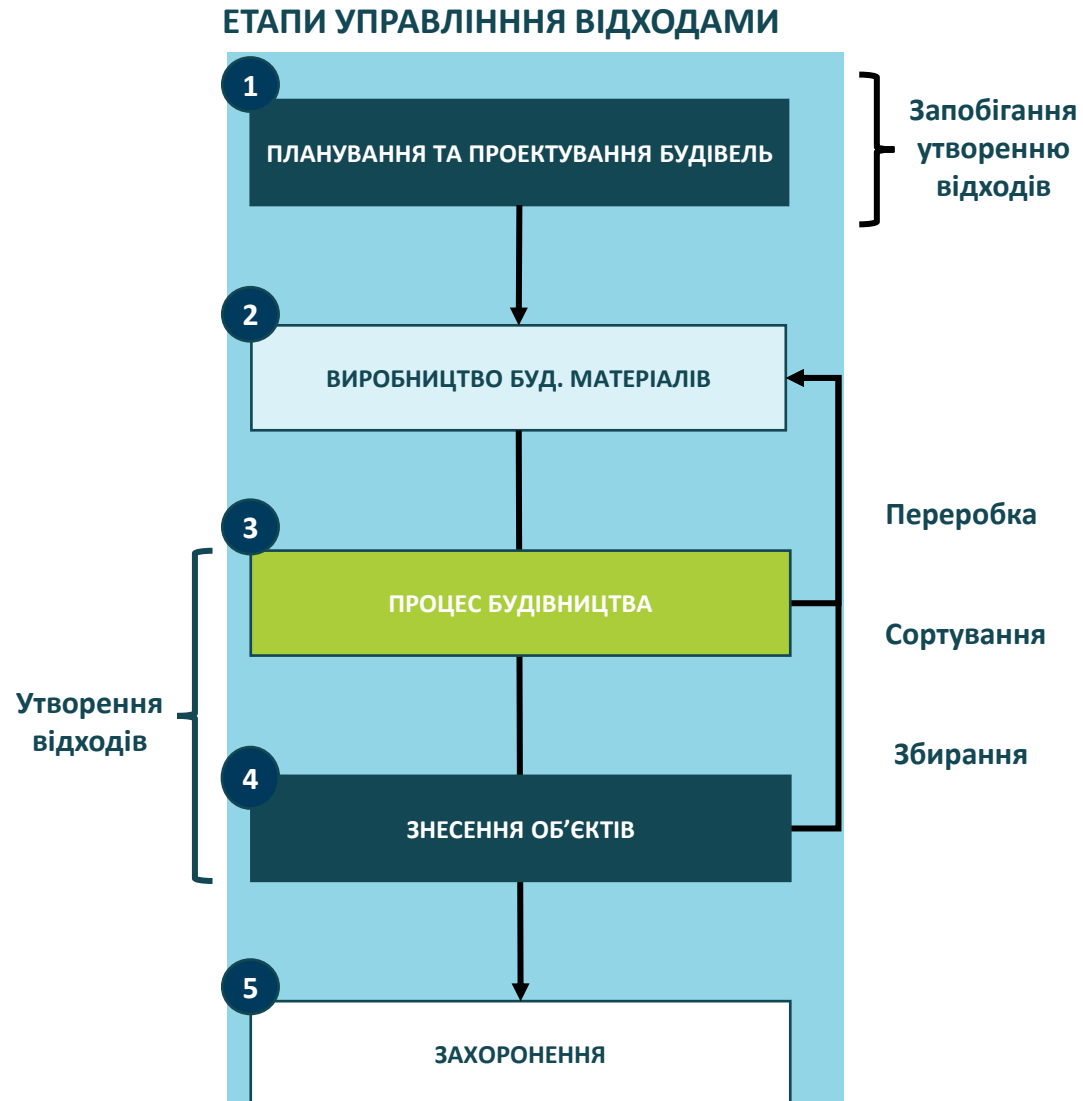 ЕТАПИ УПРАВЛІНННЯ ВІДХОДАМИ
1
ПЛАНУВАННЯ ТА ПРОЕКТУВАННЯ БУДІВЕЛЬ
Запобігання
утворенню
відходів
2
ВИРОБНИЦТВО БУД. МАТЕРІАЛІВ
Переробка
3
ПРОЦЕС БУДІВНИЦТВА
Сортування
Утворення
відходів
Збирання
4
ЗНЕСЕННЯ ОБ’ЄКТІВ
5
ЗАХОРОНЕННЯ